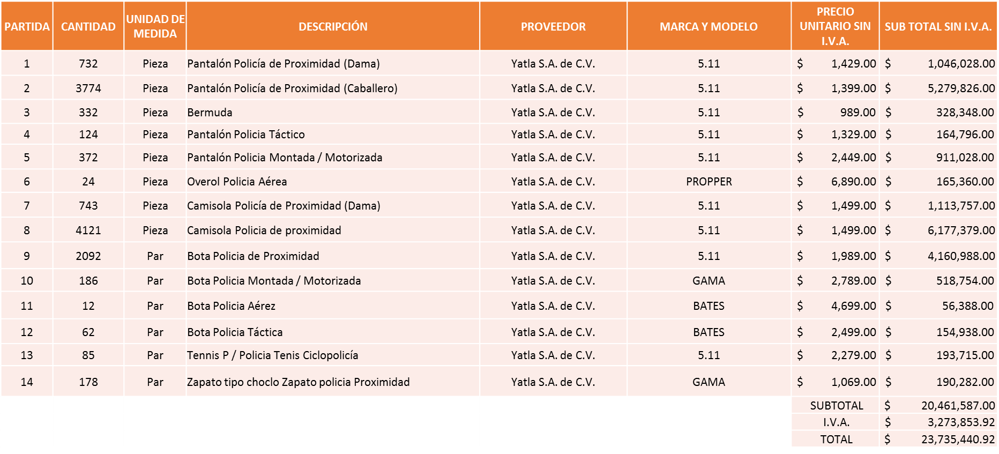 PARTIDA CANTIDAD UNIDAD DE MEDIDA DESCRIPCIÓN PROVEEDOR MARCA Y MODELO PRECIO UNITARIO SIN I.V.A. SUB TOTAL SIN I.V.A.
1 732 Pieza Pantalón Policía de Proximidad (Dama) Yatla S.A. de C.V. 5.11 $ 1,429.00 $ 1,046,028.00
2 3774 Pieza Pantalón Policía de Proximidad (Caballero) Yatla S.A. de C.V. 5.11 $ 1,399.00 $ 5,279,826.00
3 332 Pieza Bermuda Yatla S.A. de C.V. 5.11 $ 989.00 $ 328,348.00
4 124 Pieza Pantalón Policia Táctico Yatla S.A. de C.V. 5.11 $ 1,329.00 $ 164,796.00
5 372 Pieza Pantalón Policia Montada / Motorizada Yatla S.A. de C.V. 5.11 $ 2,449.00 $ 911,028.00
6 24 Pieza Overol Policia Aérea Yatla S.A. de C.V. PROPPER $ 6,890.00 $ 165,360.00
7 743 Pieza Camisola Policía de Proximidad (Dama) Yatla S.A. de C.V. 5.11 $ 1,499.00 $ 1,113,757.00
8 4121 Pieza Camisola Policia de proximidad Yatla S.A. de C.V. 5.11 $ 1,499.00 $ 6,177,379.00
9 2092 Par Bota Policia de Proximidad Yatla S.A. de C.V. 5.11 $ 1,989.00 $ 4,160,988.00
10 186 Par Bota Policia Montada / Motorizada Yatla S.A. de C.V. GAMA $ 2,789.00 $ 518,754.00
11 12 Par Bota Policia Aérez Yatla S.A. de C.V. BATES $ 4,699.00 $ 56,388.00
12 62 Par Bota Policia Táctica Yatla S.A. de C.V. BATES $ 2,499.00 $ 154,938.00
13 85 Par Tennis P / Policia Tenis Ciclopolicía Yatla S.A. de C.V. 5.11 $ 2,279.00 $ 193,715.00
14 178 Par Zapato tipo choclo Zapato policia Proximidad Yatla S.A. de C.V. GAMA $ 1,069.00 $ 190,282.00
SUBTOTAL $ 20,461,587.00
I.V.A. $ 3,273,853.92
TOTAL $ 23,735,440.92